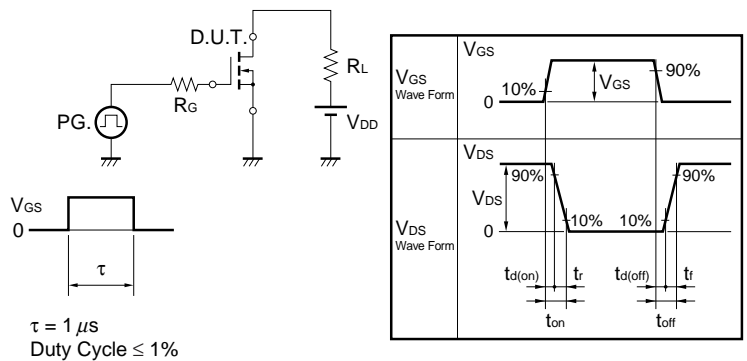 D.U.T.
RL
RG
PG.
VDD
VGS
0
τ
τ = 1 μs
Duty Cycle ≤ 1%
VGS
Wave Form
VGS
10%
VGS
90%
0
VDS
Wave Form
VDS
90%
90%
VDS
10% 10%
0
td(on) tr td(off) tf
ton toff